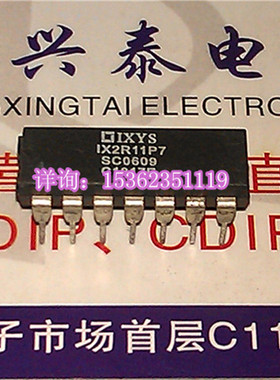 兴泰电
XINGTAI ELECTRO
IXYS
IX2R11P7
SC0609
详询：15362351119
DIP、CDIP
子市场首层C11